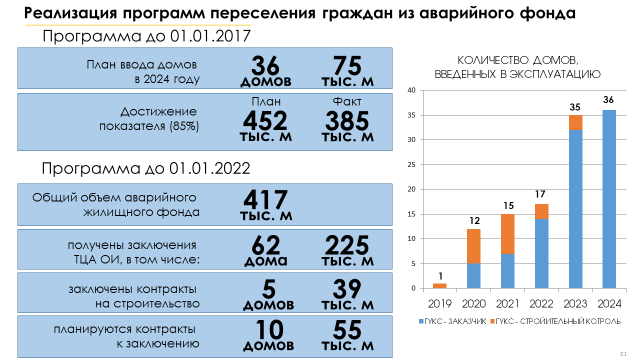 Реализация программ переселения граждан из аварийного фонда
Программа до 01.01.2017
План ввода домов
в 2024 году
36
домов
75
тыс. м
Достижение
показателя (85%)
План
452
тыс. м
Факт
385
тыс. м
Программа до 01.01.2022
Общий объем аварийного
жилищного фонда
417
тыс. м
получены заключения
ТЦА ОИ, в том числе:
62
дома
225
тыс. м
заключены контракты
на строительство
5
домов
39
тыс. м
планируются контракты
к заключению
10
домов
55
тыс. м
КОЛИЧЕСТВО ДОМОВ,
ВВЕДЕННЫХ В ЭКСПЛУАТАЦИЮ
40
35
30
25
20
15
10
5
0
1
12
15
17
35
36
2019 2020 2021 2022 2023 2024
ГУКС - ЗАКАЗЧИК ГУКС - СТРОЙТЕЛЬНЫЙ КОТРОЛЬ
21